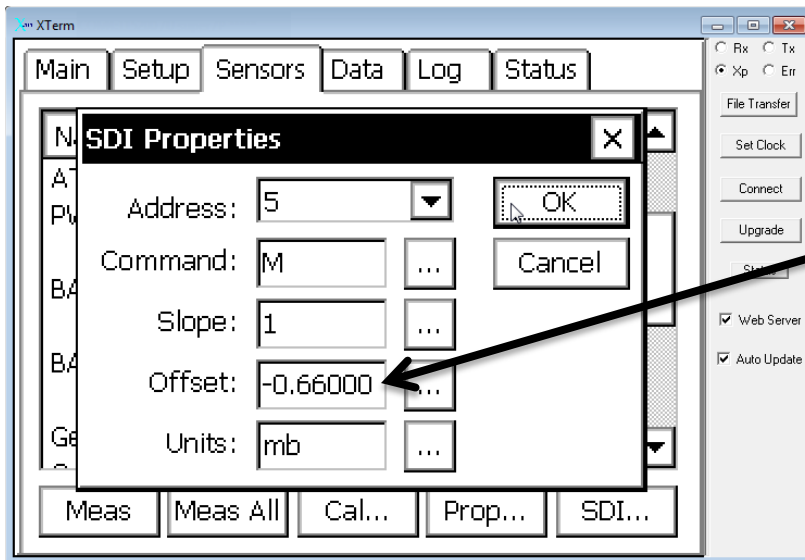 XTerm
Main Setup Sensors Data Log Status
SDI Properties
Address: 5
OK
Command: M ...
Cancel
Slope: 1 ...
Offset: -0.66000 ...
Units: mb ...
Meas Meas All Cal... Prop... SDI...
Rx Tx
Xp Err
File Transfer
Set Clock
Connect
Upgrade
Web Server
Auto Update